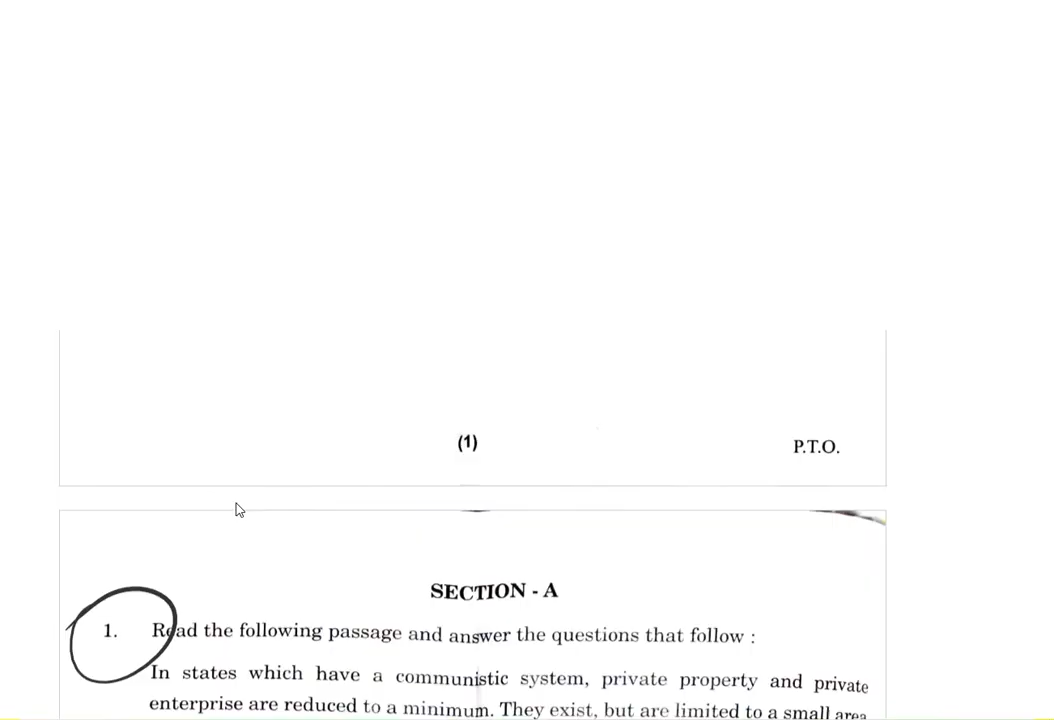 (1)
P.T.O.
SECTION - A
1. Read the following passage and answer the questions that follow :
In states which have a communistic system, private property and private
enterprise are reduced to a minimum. They exist, but are limited to a small area